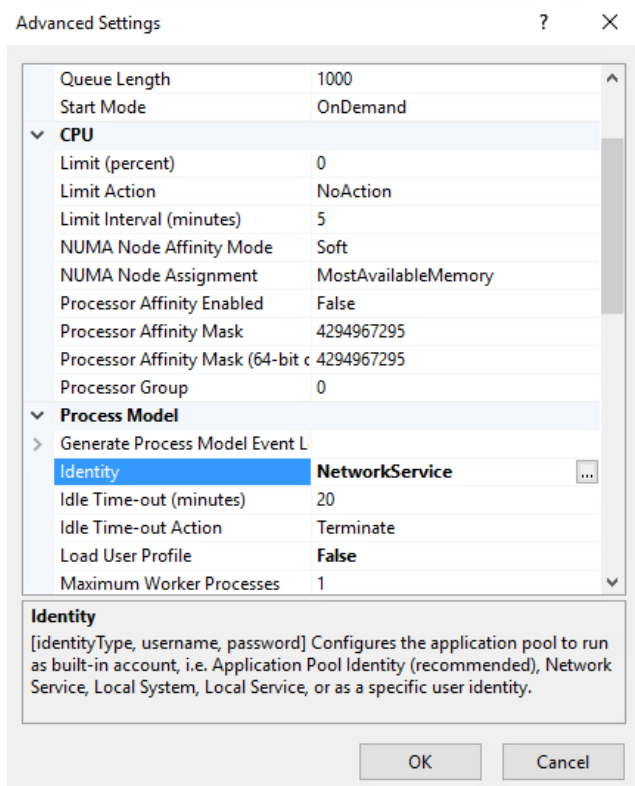 Advanced Settings ?
Queue Length 1000
Start Mode OnDemand
CPU
Limit (percent) 0
Limit Action NoAction
Limit Interval (minutes) 5
NUMA Node Affinity Mode Soft
NUMA Node Assignment MostAvailableMemory
Processor Affinity Enabled False
Processor Affinity Mask 4294967295
Processor Affinity Mask (64-bit o 4294967295
Processor Group 0
Process Model
Generate Process Model Event L
Identity NetworkService ...
Idle Time-out (minutes) 20
Idle Time-out Action Terminate
Load User Profile False
Maximum Worker Processes 1
Identity
[identityType, username, password] Configures the application pool to run
as built-in account, i.e. Application Pool Identity (recommended), Network
Service, Local System, Local Service, or as a specific user identity.
OK Cancel